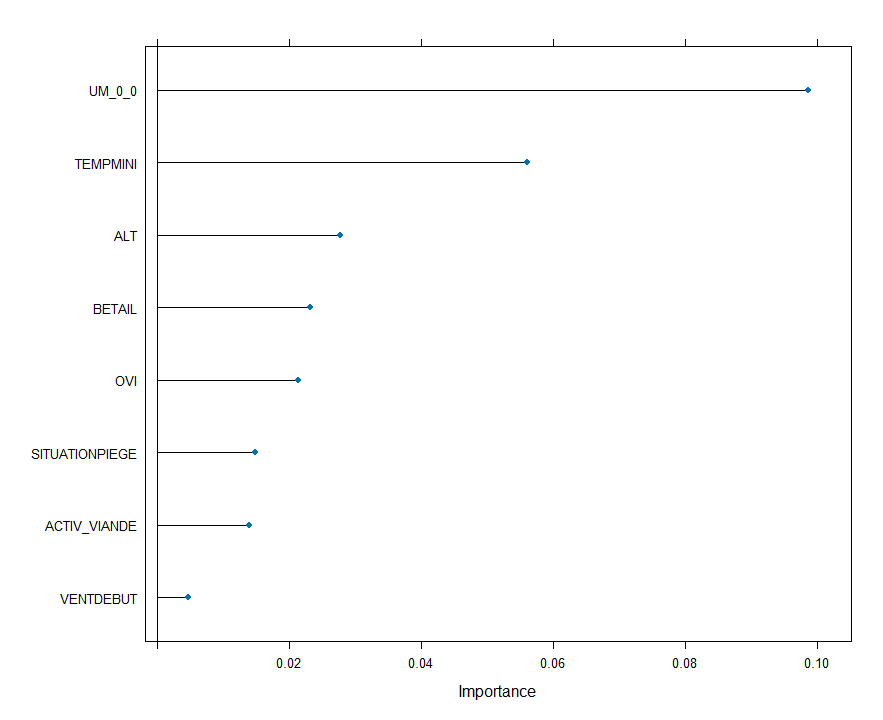 UM_0_0
TEMPMINI
ALT
BETAIL
OVI
SITUATIONPIEGE
ACTIV_VIANDE
VENTDEBUT
0.02 0.04 0.06 0.08 0.10
Importance